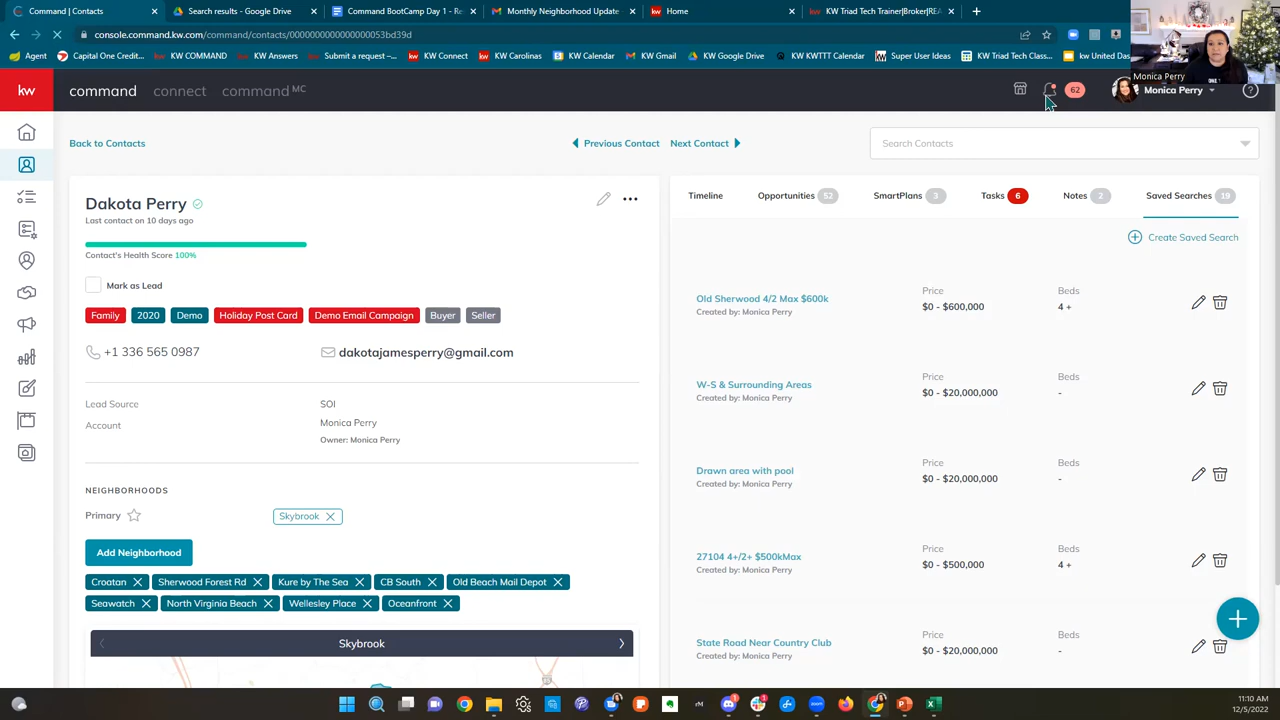 Command | Contacts
Search results - Google Drive
Command BootCamp Day 1 - Re
Monthly Neighborhood Update
Home
KW Triad Tech Trainer|Broker|REA
console.command.kw.com/command/contacts/0000000000000000053bd39d
Agent
Capital One Credit...
KW COMMAND
KW Answers
Submit a request –...
KW Connect
KW Carolinas
KW Calendar
KW Gmail
KW Google Drive
KW KWTTT Calendar
Super User Ideas
KW Triad Tech Class...
kw United Das
Monica Perry
kw
command
connect
command MC
62
Monica Perry
Back to Contacts
Previous Contact
Next Contact
Search Contacts
Dakota Perry
Last contact on 10 days ago
Contact's Health Score 100%
Mark as Lead
Family
2020
Demo
Holiday Post Card
Demo Email Campaign
Buyer
Seller
+1 336 565 0987
dakotajamesperry@gmail.com
Lead Source
SOI
Account
Monica Perry
Owner: Monica Perry
NEIGHBORHOODS
Primary
Skybrook
Add Neighborhood
Croatan
Sherwood Forest Rd
Kure by The Sea
CB South
Old Beach Mail Depot
Seawatch
North Virginia Beach
Wellesley Place
Oceanfront
Skybrook
Timeline
Opportunities 52
SmartPlans 3
Tasks 6
Notes 2
Saved Searches 19
Create Saved Search
Old Sherwood 4/2 Max $600k
Created by: Monica Perry
Price
$0 - $600,000
Beds
4 +
W-S & Surrounding Areas
Created by: Monica Perry
Price
$0 - $20,000,000
Beds
-
Drawn area with pool
Created by: Monica Perry
Price
$0 - $20,000,000
Beds
-
27104 4+/2+ $500kMax
Created by: Monica Perry
Price
$0 - $500,000
Beds
4 +
State Road Near Country Club
Created by: Monica Perry
Price
$0 - $20,000,000
Beds
-
11:10 AM
12/5/2022